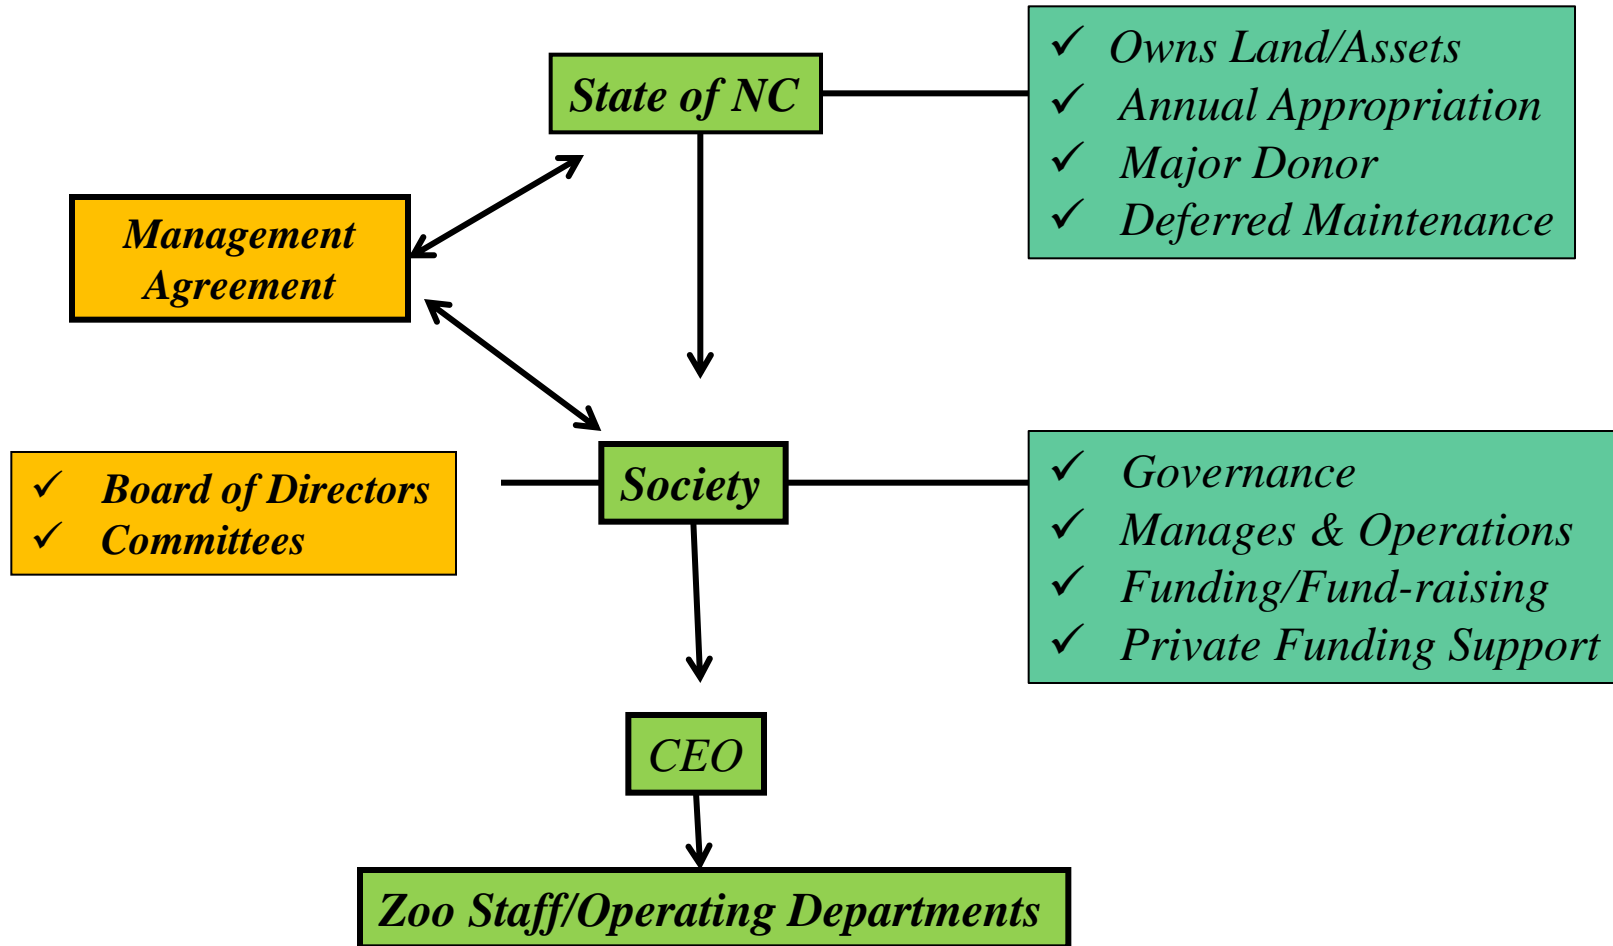 State of NC
✓ Owns Land/Assets
✓ Annual Appropriation
✓ Major Donor
✓ Deferred Maintenance
Management
Agreement
✓ Board of Directors
✓ Committees
Society
✓ Governance
✓ Manages & Operations
✓ Funding/Fund-raising
✓ Private Funding Support
CEO
Zoo Staff/Operating Departments